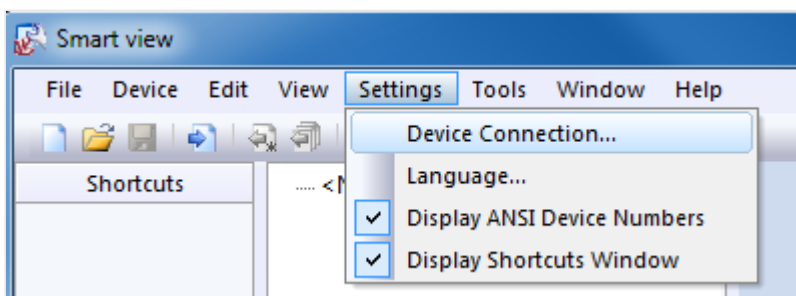 Smart view
File Device Edit View Settings Tools Window Help
Device Connection...
Shortcuts
Language...
Display ANSI Device Numbers
Display Shortcuts Window